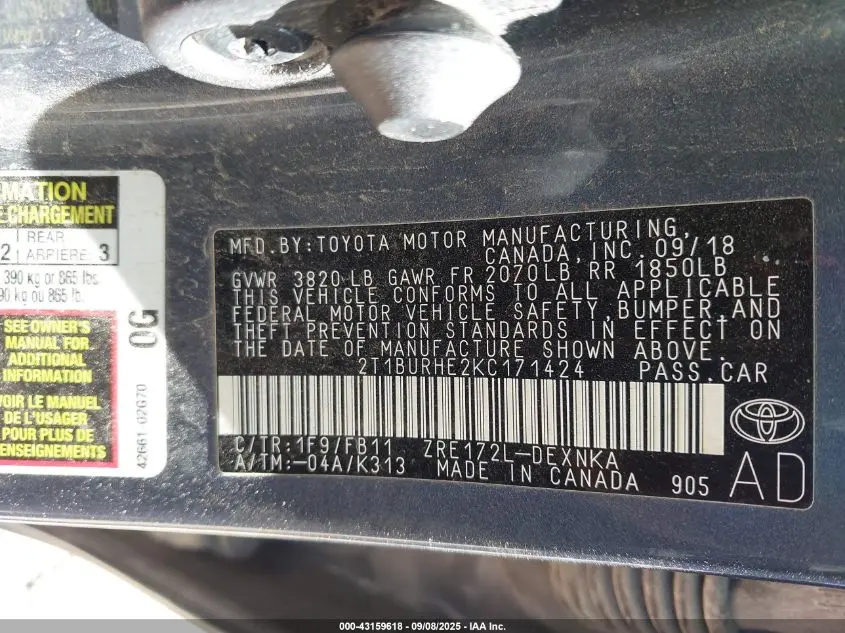 MATION
E CHARGEMENT
2 REAR ARRIERE 3
390 kg or 865 lbs.
90 kg ou 865 lb.
SEE OWNER'S
MANUAL FOR
ADDITIONAL
INFORMATION
VOIR LE MANUEL
DE L'USAGER
POUR PLUS DE
RENSEIGNEMENTS
42661 02G70
0G
MFD.BY:TOYOTA MOTOR MANUFACTURING,
CANADA,INC. 09/18
GVWR 3820 LB GAWR FR 2070LB RR 1850LB
THIS VEHICLE CONFORMS TO ALL APPLICABLE
FEDERAL MOTOR VEHICLE SAFETY,BUMPER,AND
THEFT PREVENTION STANDARDS IN EFFECT ON
THE DATE OF MANUFACTURE SHOWN ABOVE.
2T1BURHE2KC171424 PASS.CAR
C/TR:1F9/FB11 ZRE172L-DEXNKA
A/TM:-04A/K313 MADE IN CANADA 905 AD
000-43159618 - 09/08/2025 - IAA Inc.